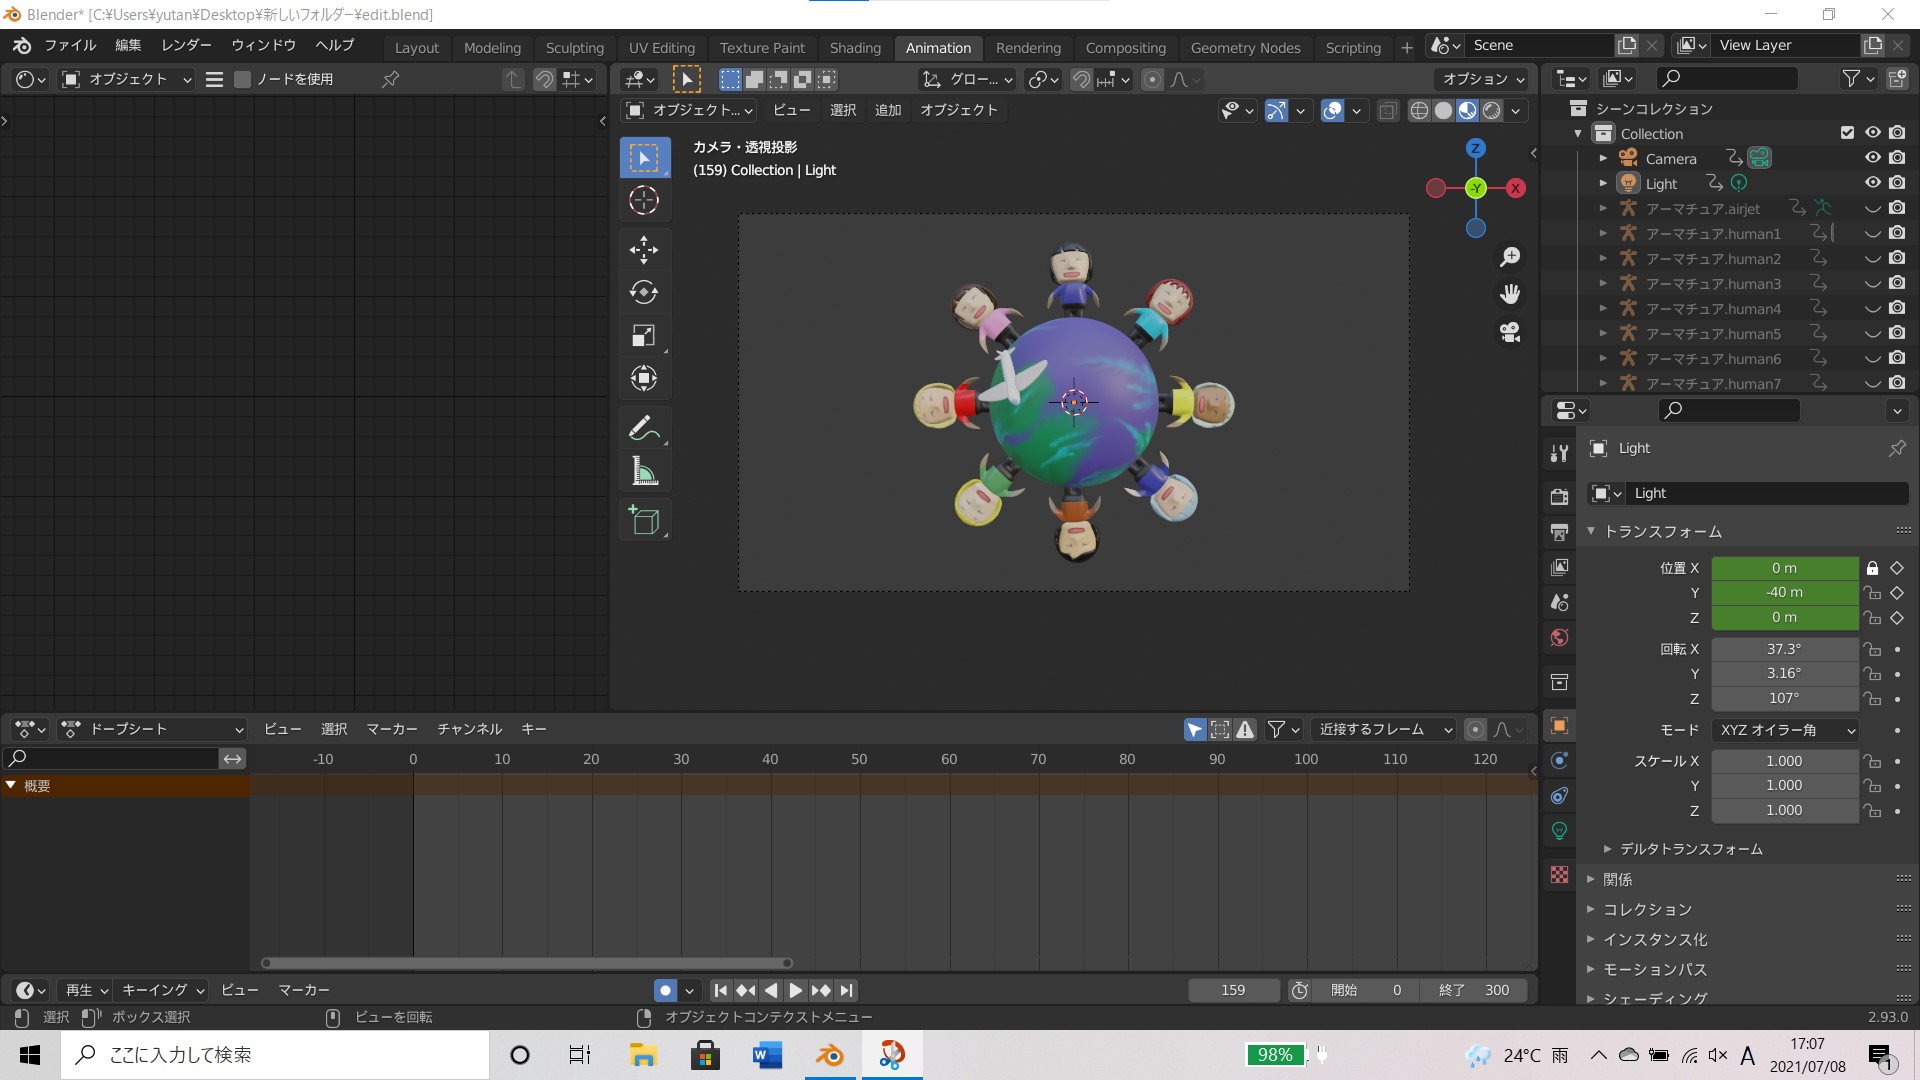 Blender* [C:¥Users¥yutan¥Desktop¥新しいフォルダー¥edit.blend]
ファイル 編集 レンダー ウィンドウ ヘルプ Layout Modeling Sculpting UV Editing Texture Paint Shading Animation Rendering Compositing Geometry Nodes Scripting + Scene View Layer
オブジェクト ノードを使用 グロー... オプション
オブジェクト... ビュー 選択 追加 オブジェクト
カメラ・透視投影
(159) Collection | Light
Z
-Y
X
シーンコレクション
Collection
Camera
Light
アーマチュア.airjet
アーマチュア.human1
アーマチュア.human2
アーマチュア.human3
アーマチュア.human4
アーマチュア.human5
アーマチュア.human6
アーマチュア.human7
Light
Light
トランスフォーム
位置 X 0 m
Y -40 m
Z 0 m
回転 X 37.3°
Y 3.16°
Z 107°
モード XYZ オイラー角
スケール X 1.000
Y 1.000
Z 1.000
デルタトランスフォーム
関係
コレクション
インスタンス化
モーションパス
シェーディング
ドープシート ビュー 選択 マーカー チャンネル キー 近接するフレーム
-10 0 10 20 30 40 50 60 70 80 90 100 110 120
概要
再生 キーイング ビュー マーカー 159 開始 0 終了 300
選択 ボックス選択 ビューを回転 オブジェクトコンテクストメニュー 2.93.0
ここに入力して検索 98% 24°C 雨 A 17:07
2021/07/08 1